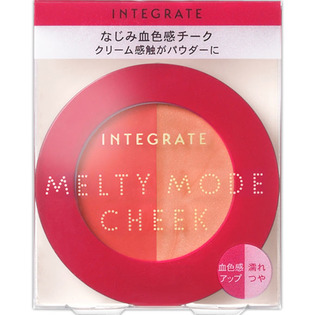 INTEGRATE
なじみ血色感チーク
クリーム感触がパウダーに
INTEGRATE
MELTY MODE
CHEEK
血色感
アップ
濡れ
つや